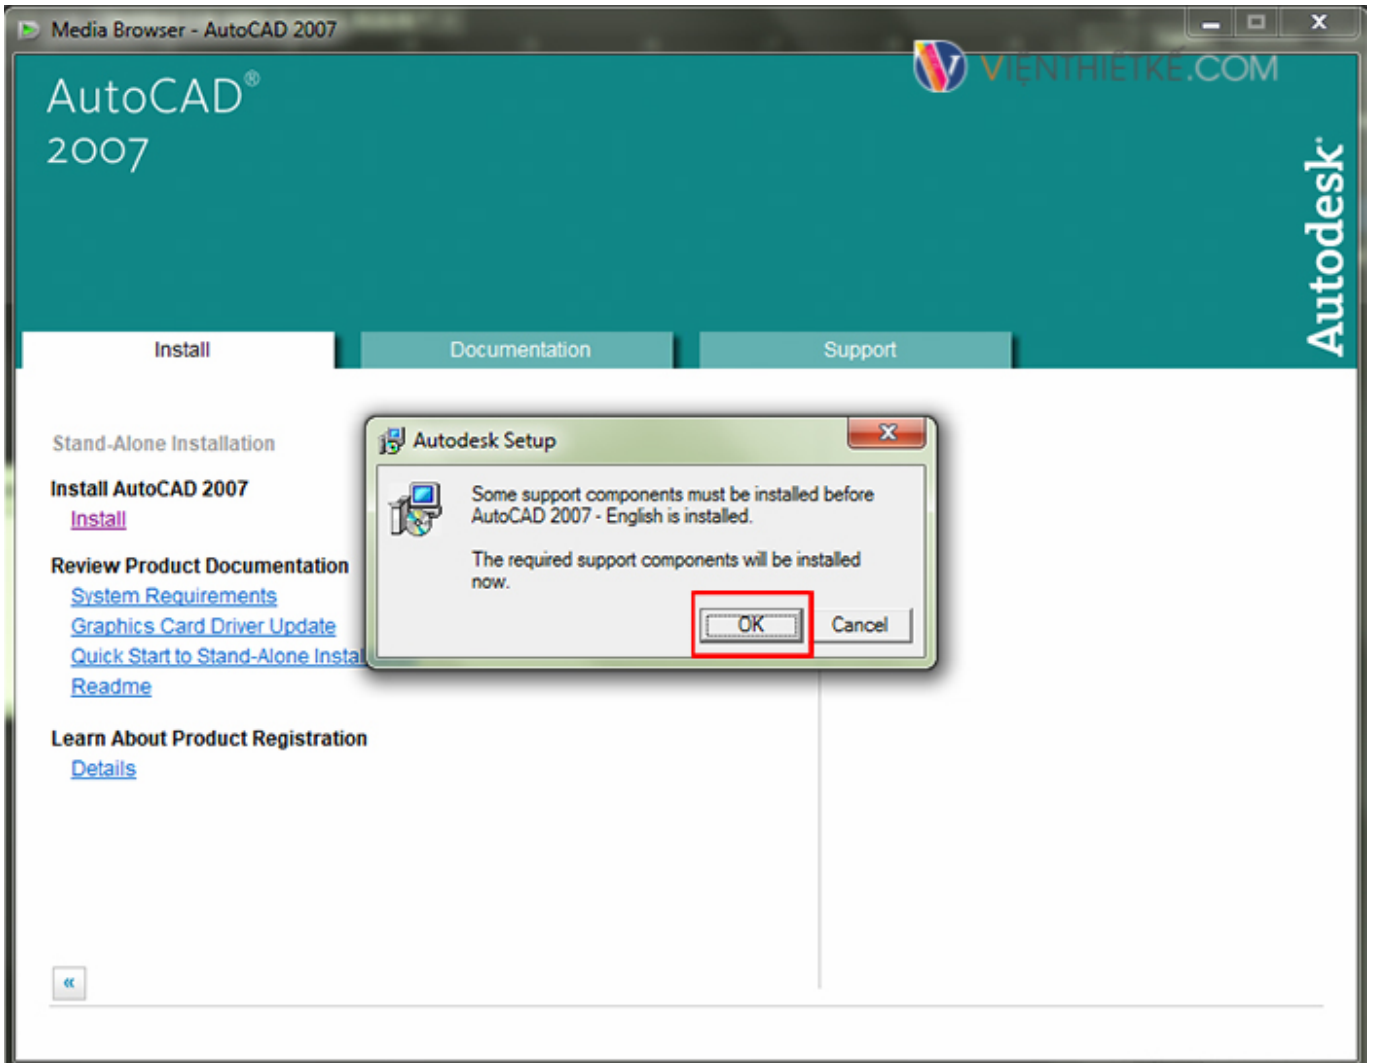 Media Browser - AutoCAD 2007
VIỆNTHIẾTKẾ.COM
AutoCAD®
2007
Autodesk
Install
Documentation
Support
Stand-Alone Installation
Install AutoCAD 2007
Install
Review Product Documentation
System Requirements
Graphics Card Driver Update
Quick Start to Stand-Alone Instal
Readme
Learn About Product Registration
Details
Autodesk Setup
Some support components must be installed before
AutoCAD 2007 - English is installed.
The required support components will be installed
now.
OK
Cancel